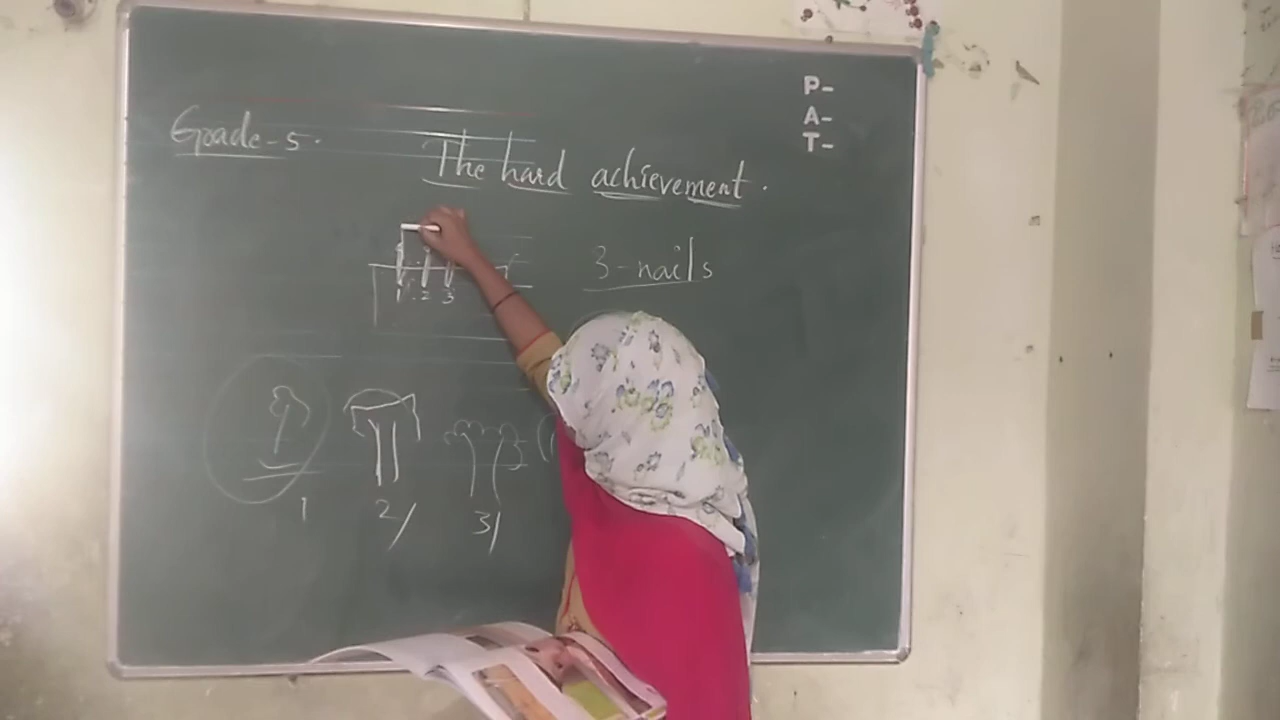 P-
A-
T-
Grade-5.
The hard achievement.
3-nails
1 2 3
1 2/ 3/